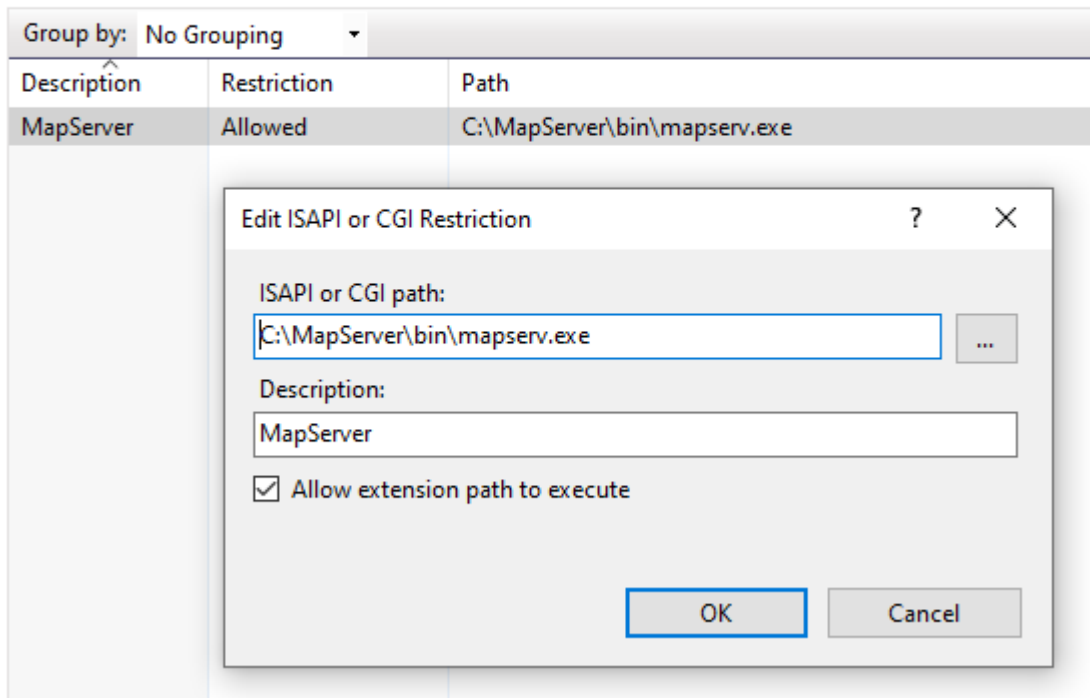 Group by: No Grouping
Description Restriction Path
MapServer Allowed C:\MapServer\bin\mapserv.exe
Edit ISAPI or CGI Restriction ? X
ISAPI or CGI path:
C:\MapServer\bin\mapserv.exe ...
Description:
MapServer
Allow extension path to execute
OK Cancel